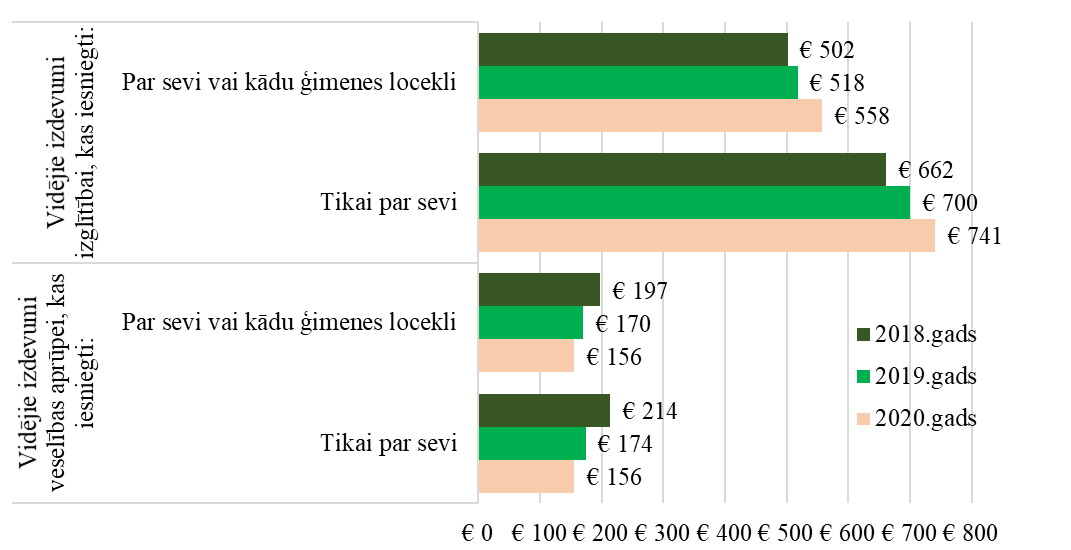 Vidējie izdevumi
izglītībai, kas iesniegti:
Par sevi vai kādu ģimenes locekli
€ 502
€ 518
€ 558
Tikai par sevi
€ 662
€ 700
€ 741
Vidējie izdevumi
veselības aprūpei, kas
iesniegti:
Par sevi vai kādu ģimenes locekli
€ 197
€ 170
€ 156
Tikai par sevi
€ 214
€ 174
€ 156
2018.gads
2019.gads
2020.gads
€ 0 € 100 € 200 € 300 € 400 € 500 € 600 € 700 € 800